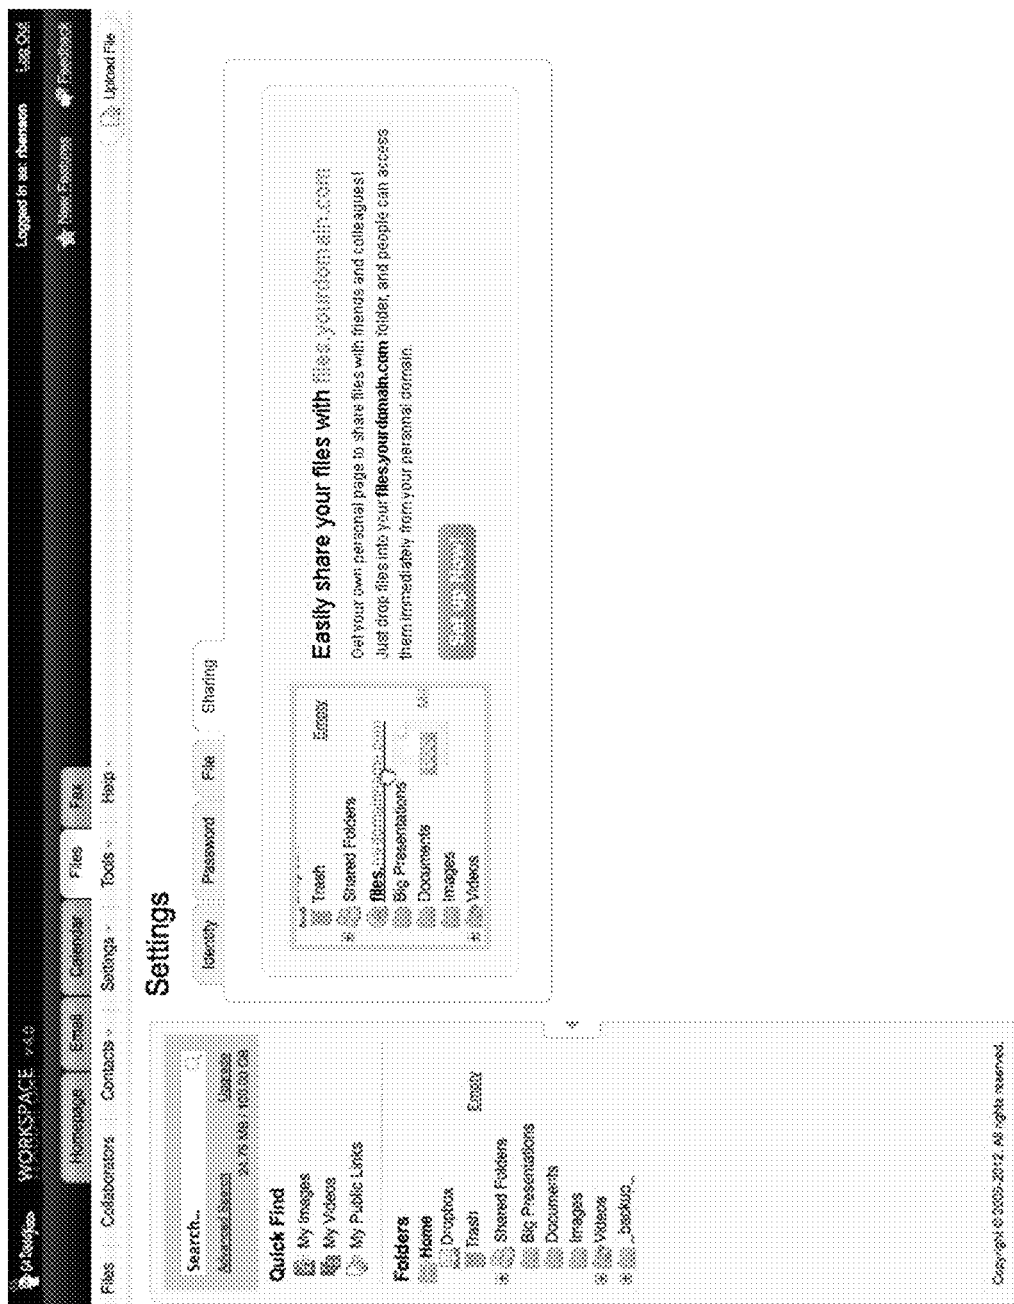 WORKSPACE v4.0
Logged in as: rbenson Log Out
Homepage Email Calendar Files Fax
New Features Feedback
Files Collaborators Contacts Settings Tools Help
Upload File
Search...
Advanced Search Upgrade
Quick Find
My Images
My Videos
My Public Links
Folders
Home
Dropbox
Trash Empty
Shared Folders
Big Presentations
Documents
Images
Videos
_backup_
Copyright © 2005-2012. All rights reserved.
Settings
Identity Password File Sharing
Trash Empty
Shared Folders
files.
Big Presentations
Documents
Images
Videos
Easily share your files with files.yourdomain.com
Get your own personal page to share files with friends and colleagues!
Just drop files into your files.yourdomain.com folder, and people can access
them immediately from your personal domain.